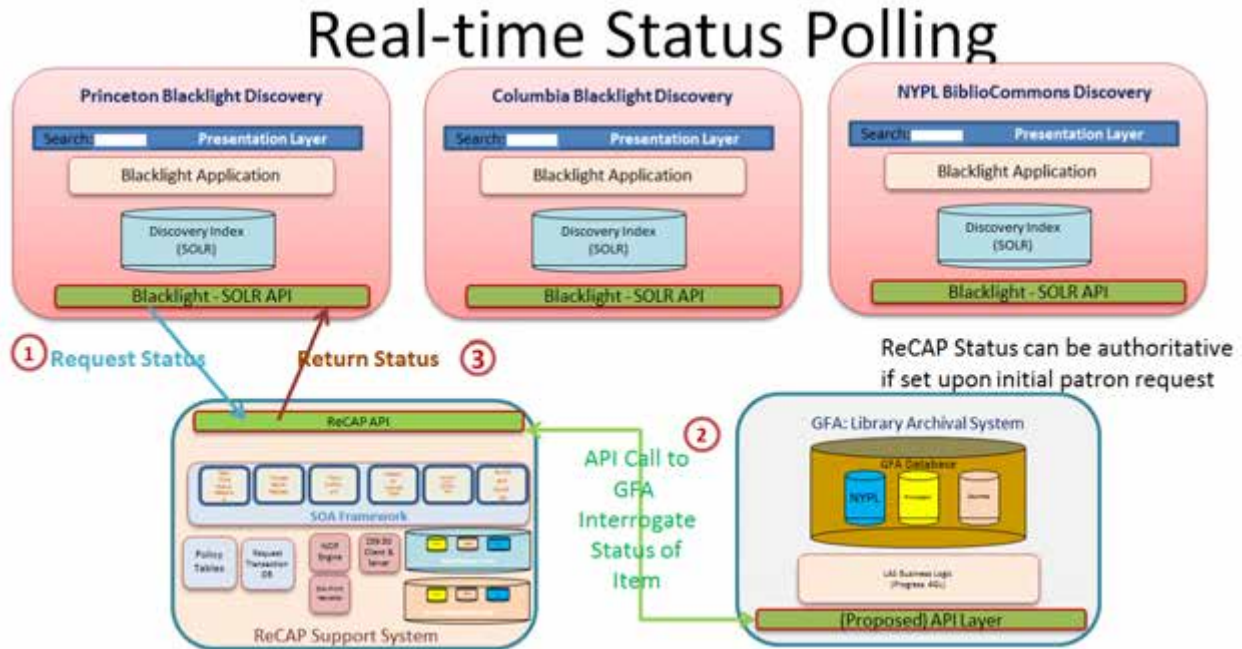 Real-time Status Polling
Princeton Blacklight Discovery
Search:
Presentation Layer
Blacklight Application
Discovery Index
(SOLR)
Blacklight - SOLR API
Columbia Blacklight Discovery
Search:
Presentation Layer
Blacklight Application
Discovery Index
(SOLR)
Blacklight - SOLR API
NYPL BiblioCommons Discovery
Search:
Presentation Layer
Blacklight Application
Discovery Index
(SOLR)
Blacklight - SOLR API
1
Request Status
Return Status
3
ReCAP Status can be authoritative
if set upon initial patron request
ReCAP API
SOA Framework
Policy
Tables
Request
Transaction
DB
NCIP
Engine
Client &
Server
ReCAP Support System
2
API Call to
GFA
Interrogate
Status of
Item
GFA: Library Archival System
GFA Database
NYPL
LAS Business Logic
(Progress 4GL)
(Proposed) API Layer